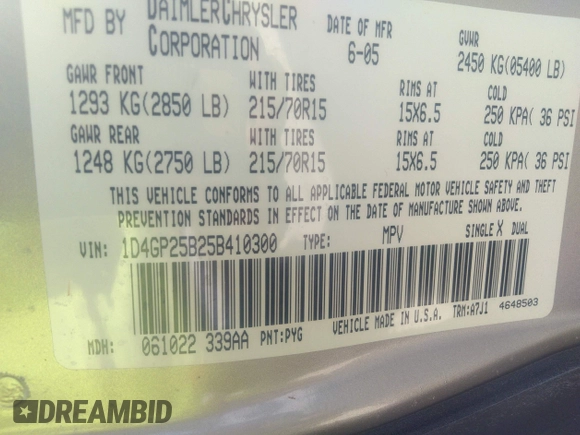 MFD BY DAIMLERCHRYSLER CORPORATION DATE OF MFR 6-05 GVWR 2450 KG(05400 LB)
GAWR FRONT WITH TIRES RIMS AT COLD
1293 KG(2850 LB) 215/70R15 15X6.5 250 KPA( 36 PSI
GAWR REAR WITH TIRES RIMS AT COLD
1248 KG(2750 LB) 215/70R15 15X6.5 250 KPA( 36 PSI
THIS VEHICLE CONFORMS TO ALL APPLICABLE FEDERAL MOTOR VEHICLE SAFETY AND THEFT
PREVENTION STANDARDS IN EFFECT ON THE DATE OF MANUFACTURE SHOWN ABOVE.
VIN: 1D4GP25B25B410300 TYPE: MPV SINGLE X DUAL
MDH: 061022 339AA PNT:PYG VEHICLE MADE IN U.S.A. TRM:A7J1 4648503
DREAMBID